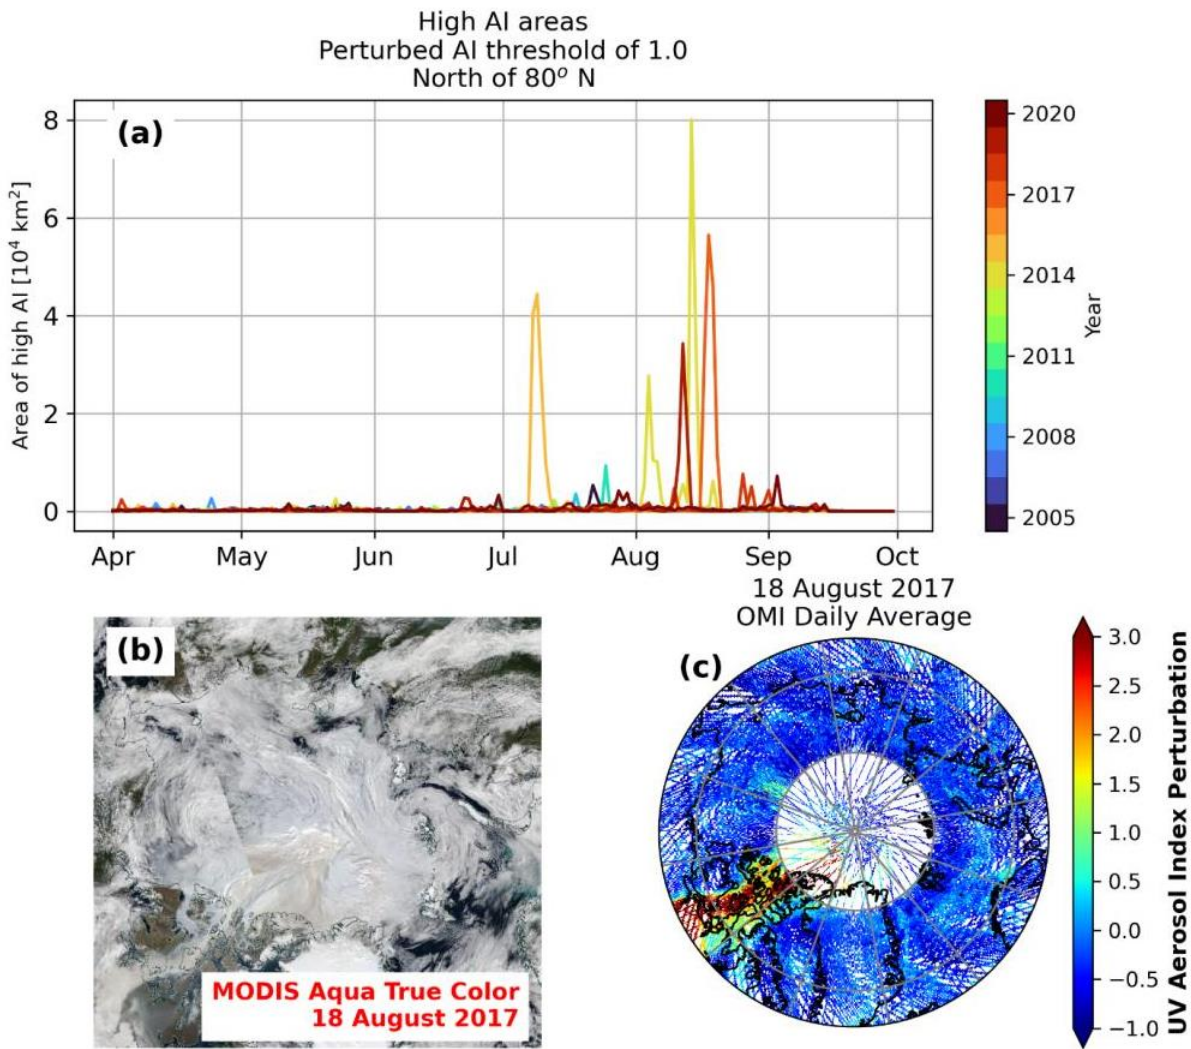 High AI areas
Perturbed AI threshold of 1.0
North of 80° N
(a)
8
6
4
2
0
Area of high AI [10⁴ km²]
Apr May Jun Jul Aug Sep Oct
2020
2017
2014
2011
2008
2005
Year
(b)
MODIS Aqua True Color
18 August 2017
18 August 2017
OMI Daily Average
(c)
3.0
2.5
2.0
1.5
1.0
0.5
0.0
−0.5
−1.0
UV Aerosol Index Perturbation